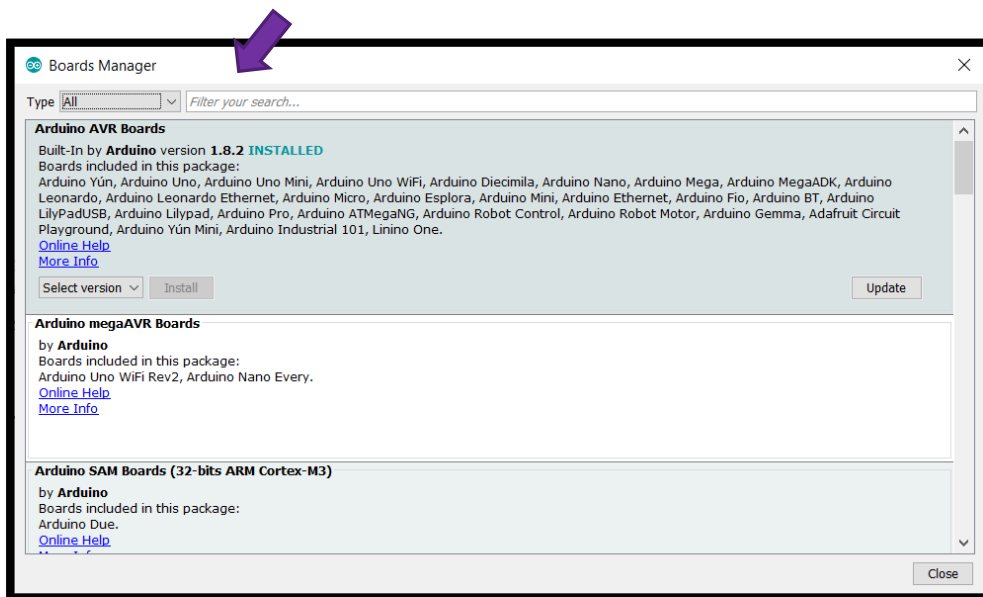 Boards Manager
Type All Filter your search...
Arduino AVR Boards
Built-In by Arduino version 1.8.2 INSTALLED
Boards included in this package:
Arduino Yún, Arduino Uno, Arduino Uno Mini, Arduino Uno WiFi, Arduino Diecimila, Arduino Nano, Arduino Mega, Arduino MegaADK, Arduino
Leonardo, Arduino Leonardo Ethernet, Arduino Micro, Arduino Esplora, Arduino Mini, Arduino Ethernet, Arduino Fio, Arduino BT, Arduino
LilyPadUSB, Arduino Lilypad, Arduino Pro, Arduino ATMegaNG, Arduino Robot Control, Arduino Robot Motor, Arduino Gemma, Adafruit Circuit
Playground, Arduino Yún Mini, Arduino Industrial 101, Linino One.
Online Help
More Info
Select version Install Update
Arduino megaAVR Boards
by Arduino
Boards included in this package:
Arduino Uno WiFi Rev2, Arduino Nano Every.
Online Help
More Info
Arduino SAM Boards (32-bits ARM Cortex-M3)
by Arduino
Boards included in this package:
Arduino Due.
Online Help
Close